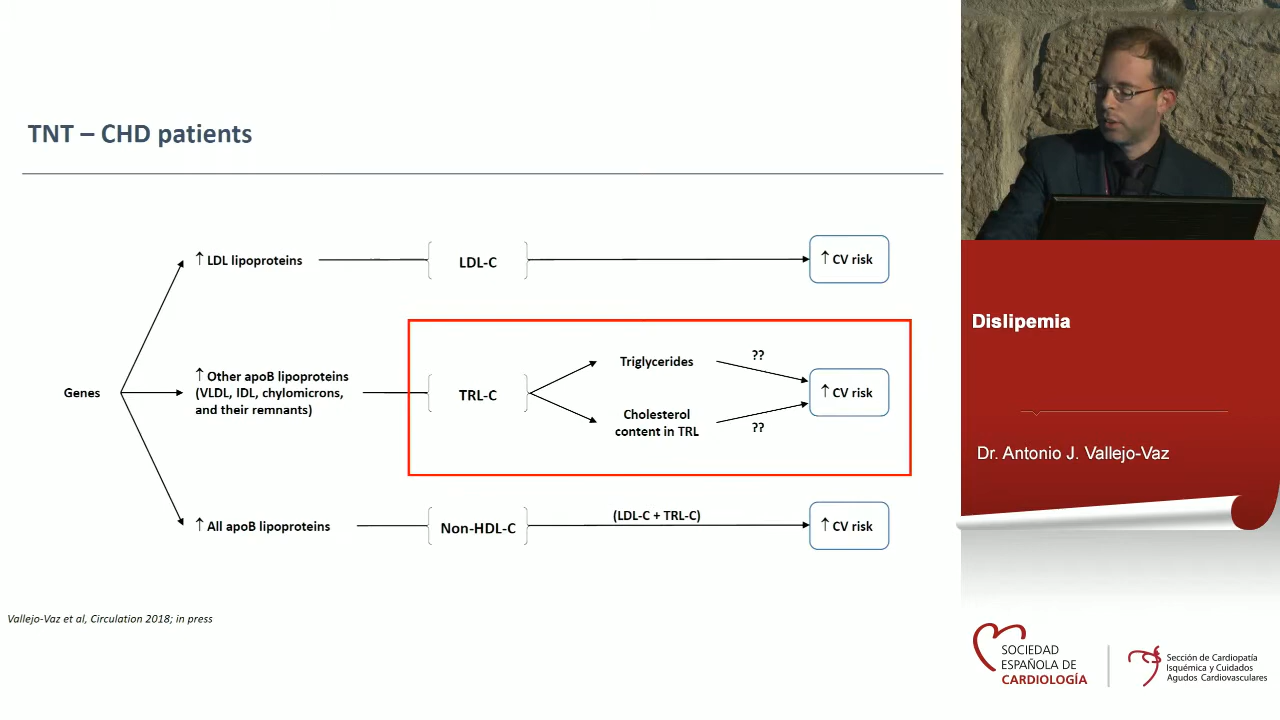 TNT – CHD patients
↑ LDL lipoproteins
LDL-C
↑ CV risk
Genes
↑ Other apoB lipoproteins
(VLDL, IDL, chylomicrons,
and their remnants)
TRL-C
Triglycerides
??
Cholesterol
content in TRL
??
↑ CV risk
↑ All apoB lipoproteins
Non-HDL-C
(LDL-C + TRL-C)
↑ CV risk
Vallejo-Vaz et al, Circulation 2018; in press
Dislipemia
Dr. Antonio J. Vallejo-Vaz
SOCIEDAD
ESPAÑOLA DE
CARDIOLOGÍA
Sección de Cardiopatía
Isquémica y Cuidados
Agudos Cardiovasculares